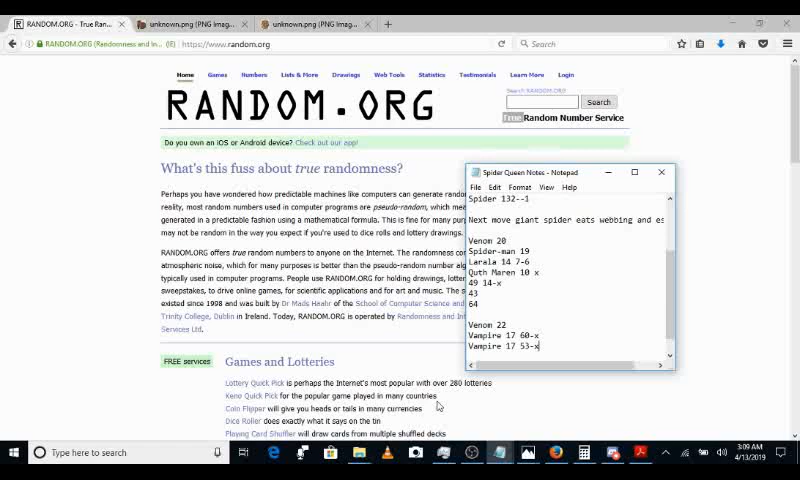 RANDOM.ORG - True Ran...
unknown.png (PNG Imag...
unknown.png (PNG Imag...
RANDOM.ORG (Randomness and In... (IE)
https://www.random.org
Search
Home Games Numbers Lists & More Drawings Web Tools Statistics Testimonials Learn More Login
RANDOM.ORG
Search RANDOM.ORG
Search
True Random Number Service
Do you own an iOS or Android device? Check out our app!
What's this fuss about true randomness?
Perhaps you have wondered how predictable machines like computers can generate random
reality, most random numbers used in computer programs are pseudo-random, which mea
generated in a predictable fashion using a mathematical formula. This is fine for many pur
may not be random in the way you expect if you're used to dice rolls and lottery drawings.
RANDOM.ORG offers true random numbers to anyone on the Internet. The randomness con
atmospheric noise, which for many purposes is better than the pseudo-random number alg
typically used in computer programs. People use RANDOM.ORG for holding drawings, lotter
sweepstakes, to drive online games, for scientific applications and for art and music. The s
existed since 1998 and was built by Dr Mads Haahr of the School of Computer Science and
Trinity College, Dublin in Ireland. Today, RANDOM.ORG is operated by Randomness and Int
Services Ltd.
FREE services
Games and Lotteries
Lottery Quick Pick is perhaps the Internet's most popular with over 280 lotteries
Keno Quick Pick for the popular game played in many countries
Coin Flipper will give you heads or tails in many currencies
Dice Roller does exactly what it says on the tin
Playing Card Shuffler will draw cards from multiple shuffled decks
Spider Queen Notes - Notepad
File Edit Format View Help
Spider 132--1
Next move giant spider eats webbing and es
Venom 20
Spider-man 19
Larala 14 7-6
Quth Maren 10 x
49 14-x
43
64
Venom 22
Vampire 17 60-x
Vampire 17 53-x
Type here to search
3:09 AM
4/13/2019